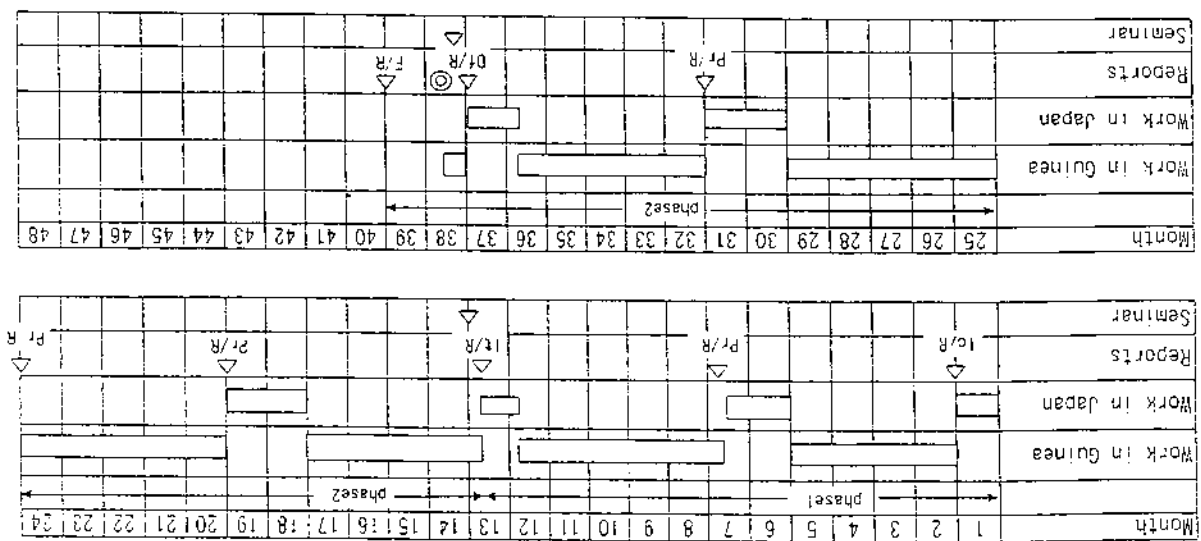 Month 1 2 3 4 5 6 7 8 9 10 11 12 13 14 15 16 17 18 19 20 21 22 23 24
phase1 phase2
Work in Guinea
Work in Japan
Reports Ic/R Pr/R It/R Pr/R Pr R
Seminar
Month 25 26 27 28 29 30 31 32 33 34 35 36 37 38 39 40 41 42 43 44 45 46 47 48
phase2
Work in Guinea
Work in Japan
Reports Pr/R Df/R F/R
Seminar